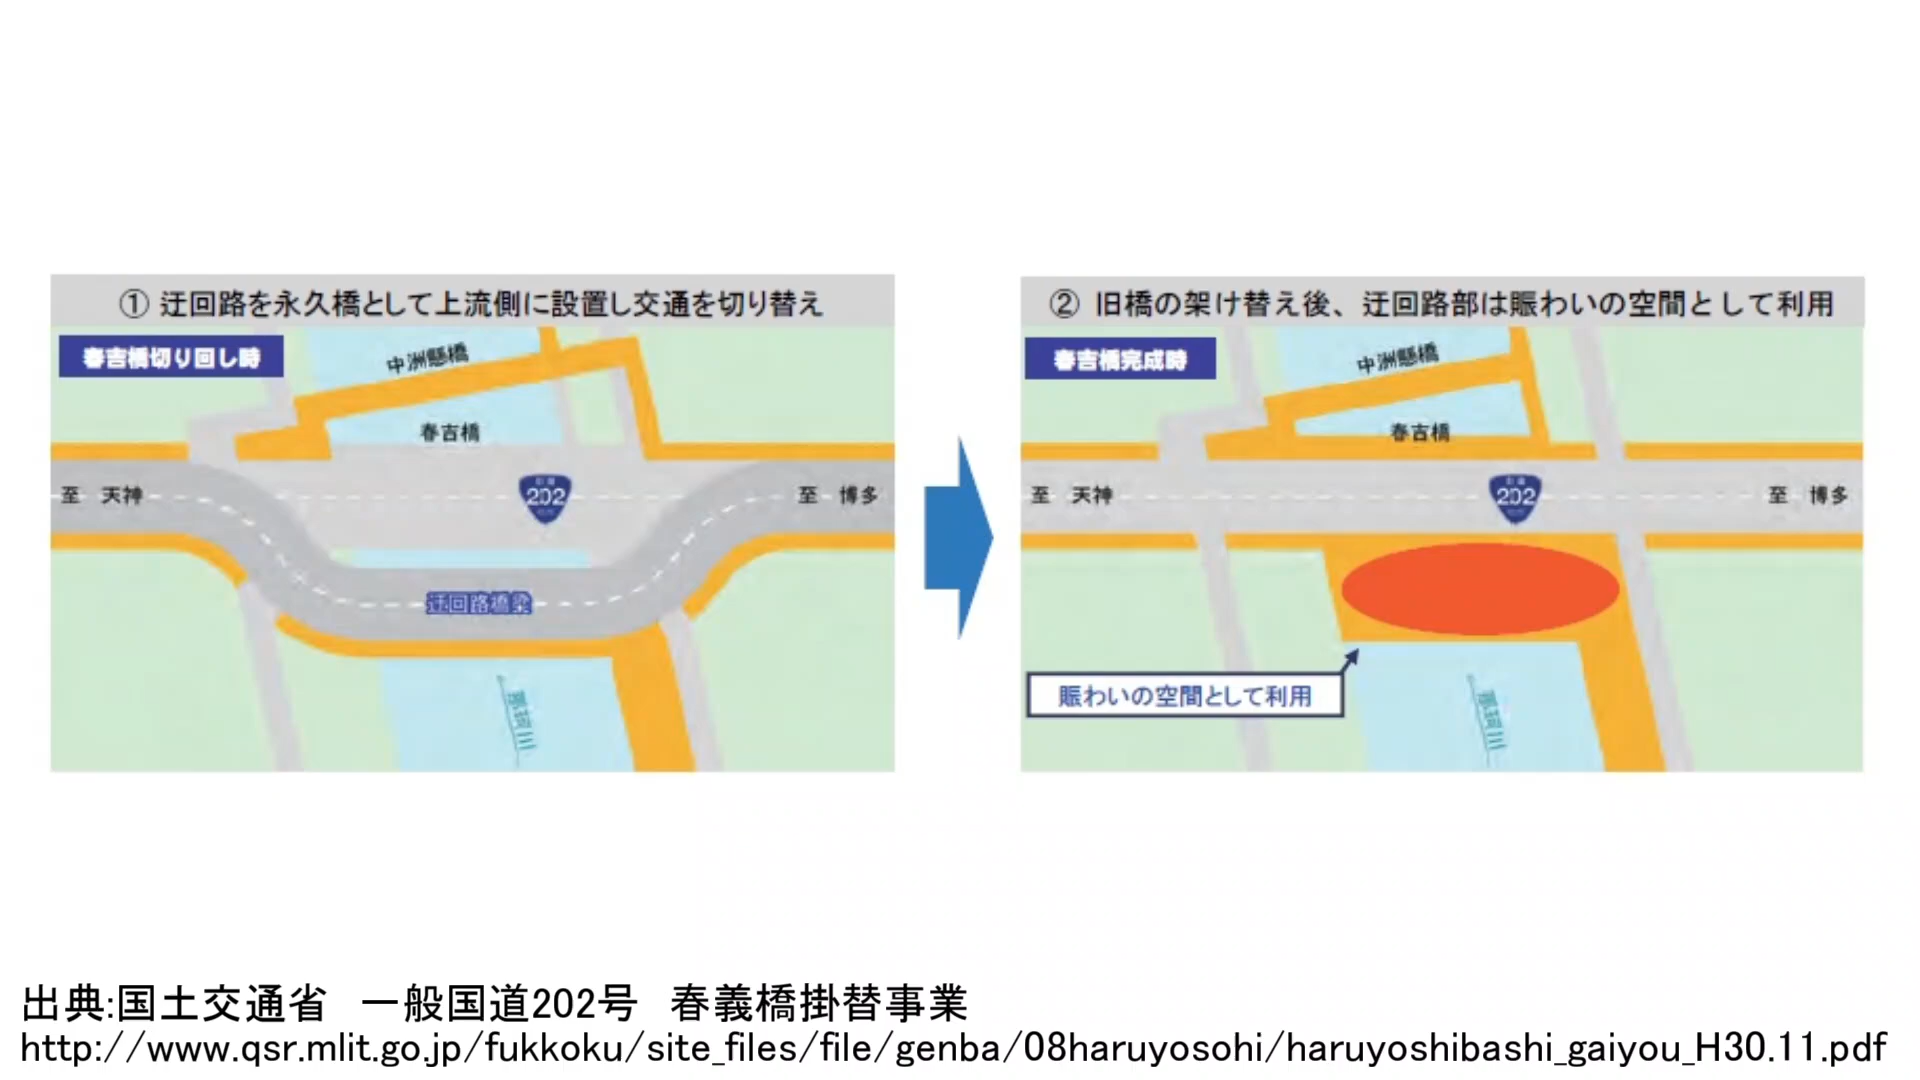 ① 迂回路を永久橋として上流側に設置し交通を切り替え
春吉橋切り回し時
中洲懸橋
春吉橋
至 天神
202
至 博多
迂回路橋梁
那珂川
② 旧橋の架け替え後、迂回路部は賑わいの空間として利用
春吉橋完成時
中洲懸橋
春吉橋
至 天神
202
至 博多
賑わいの空間として利用
那珂川
出典:国土交通省　一般国道202号　春義橋掛替事業
http://www.qsr.mlit.go.jp/fukkoku/site_files/file/genba/08haruyosohi/haruyoshibashi_gaiyou_H30.11.pdf